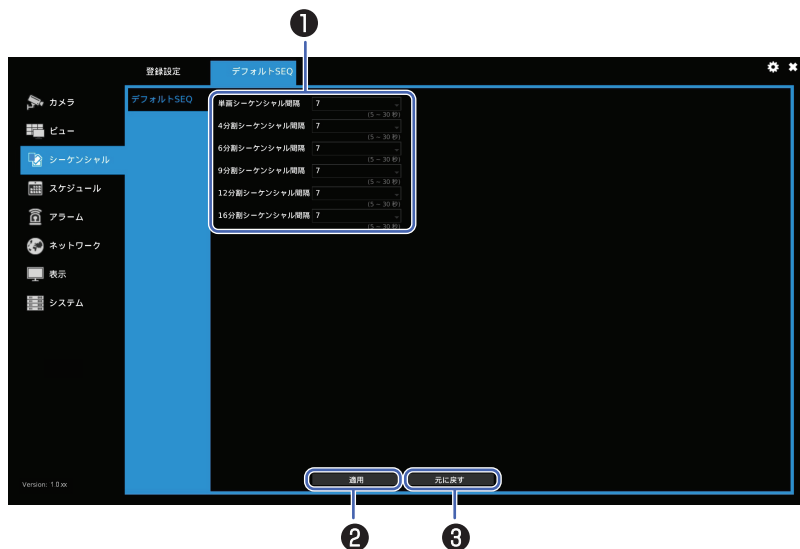 ❶
登録設定
デフォルトSEQ
カメラ
ビュー
シーケンシャル
スケジュール
アラーム
ネットワーク
表示
システム
デフォルトSEQ
単画シーケンシャル間隔 7
(5 – 30 秒)
4分割シーケンシャル間隔 7
(5 – 30 秒)
6分割シーケンシャル間隔 7
(5 – 30 秒)
9分割シーケンシャル間隔 7
(5 – 30 秒)
12分割シーケンシャル間隔 7
(5 – 30 秒)
16分割シーケンシャル間隔 7
(5 – 30 秒)
Version: 1.0.xx
適用
元に戻す
❷
❸